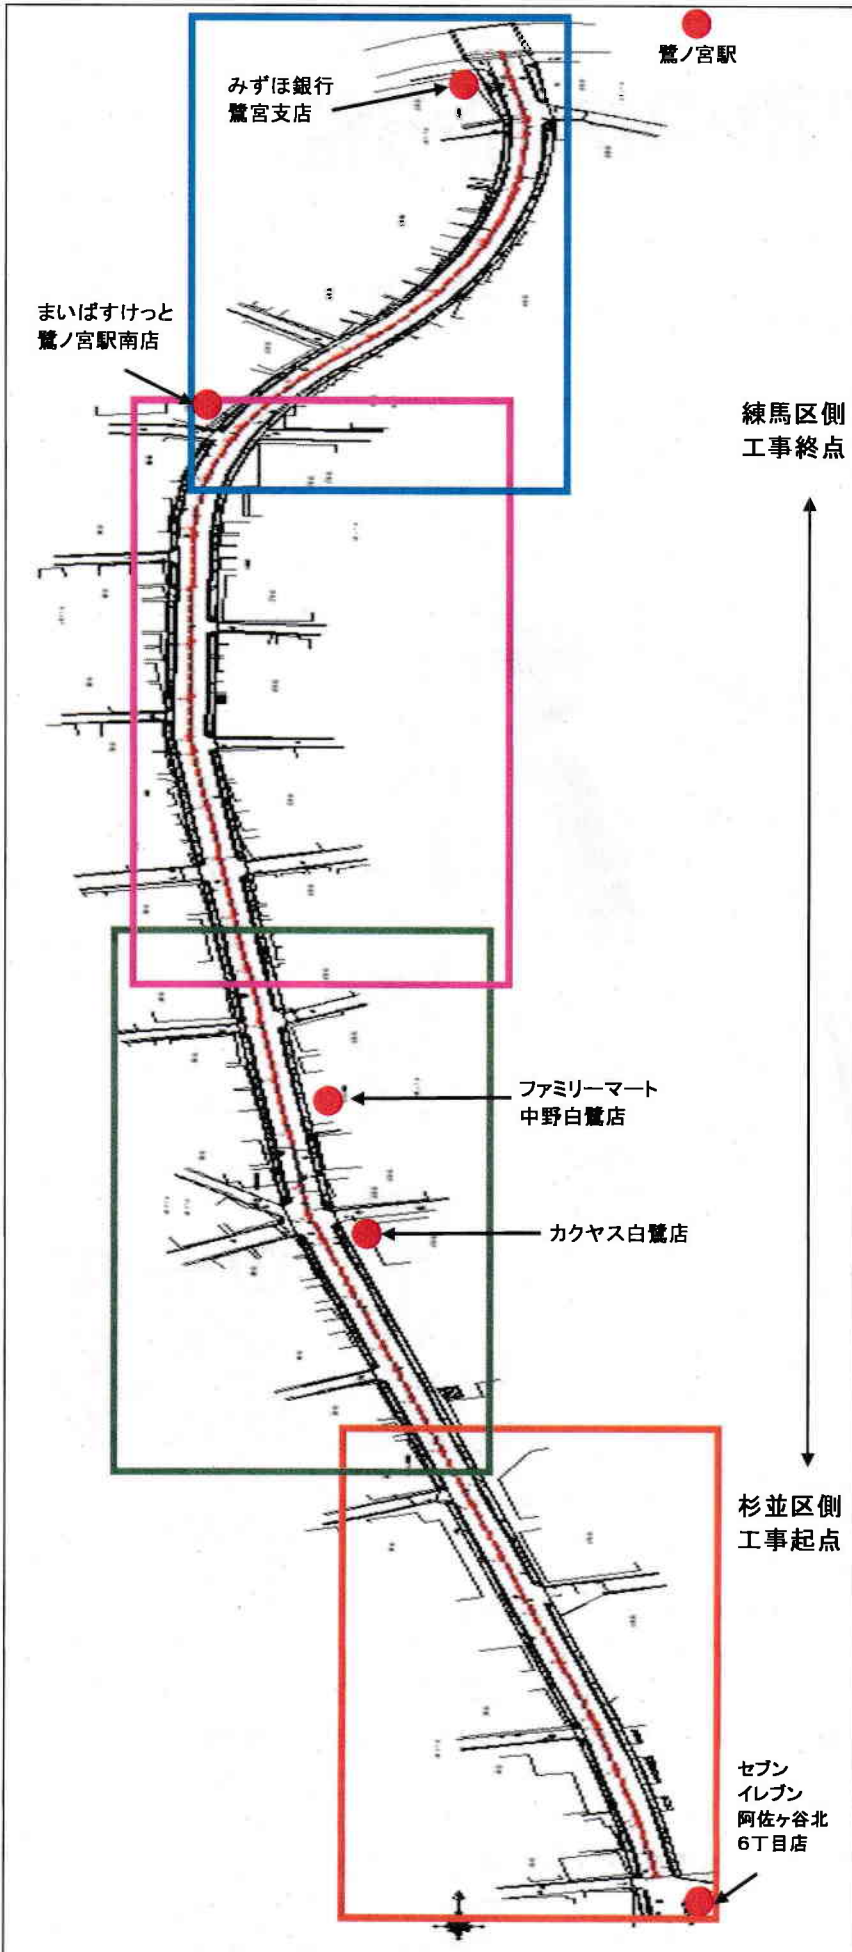 鷺ノ宮駅
みずほ銀行
鷺宮支店
まいばすけっと
鷺ノ宮駅南店
練馬区側
工事終点
ファミリーマート
中野白鷺店
カクヤス白鷺店
杉並区側
工事起点
セブン
イレブン
阿佐ヶ谷北
6丁目店